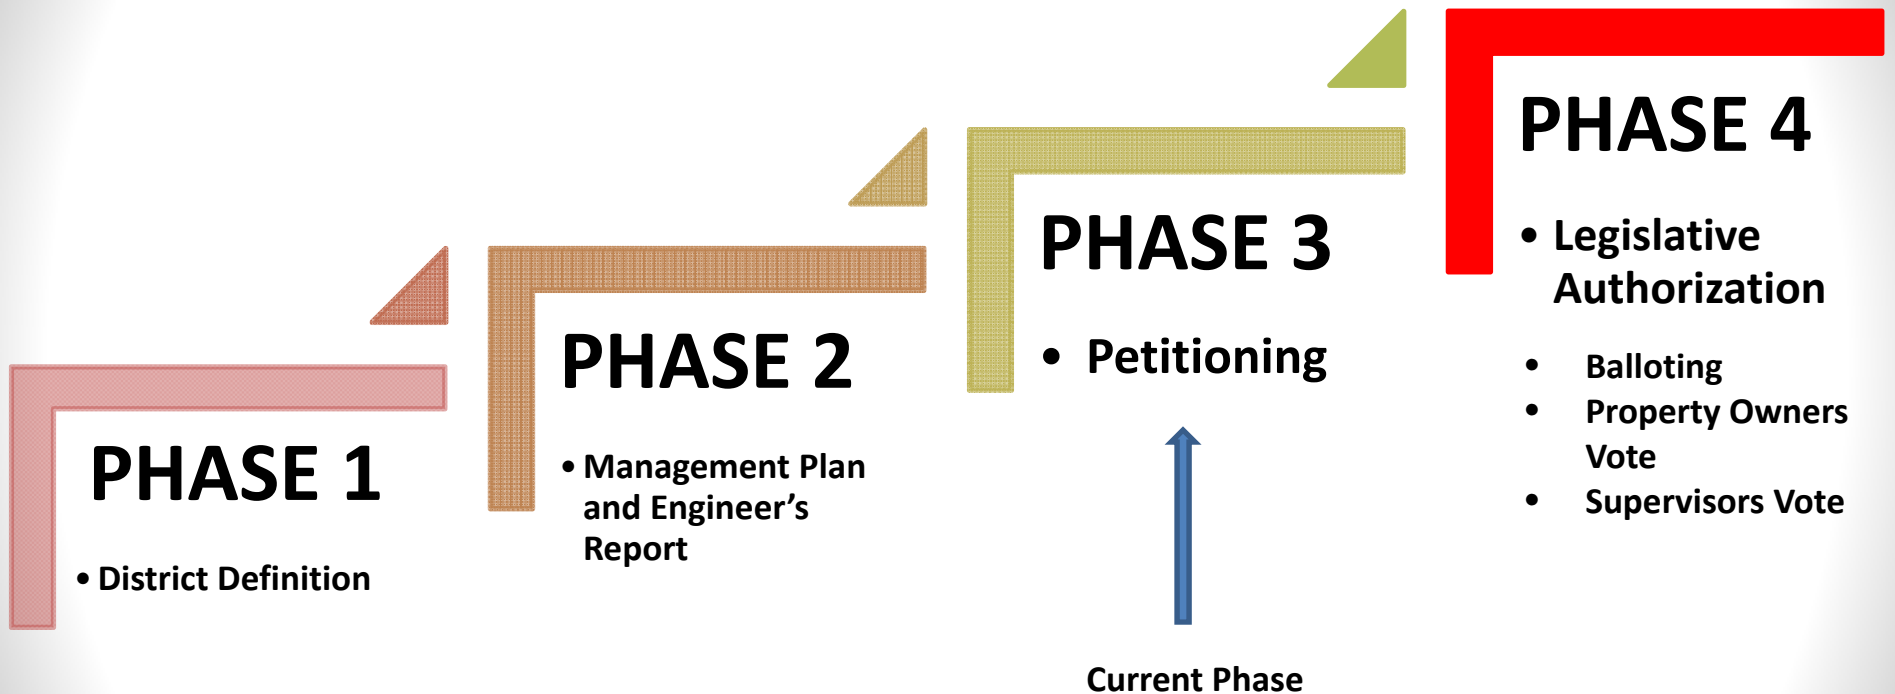 PHASE 1
• District Definition
PHASE 2
• Management Plan
and Engineer’s
Report
PHASE 3
• Petitioning
Current Phase
PHASE 4
• Legislative
Authorization
• Balloting
• Property Owners
Vote
• Supervisors Vote